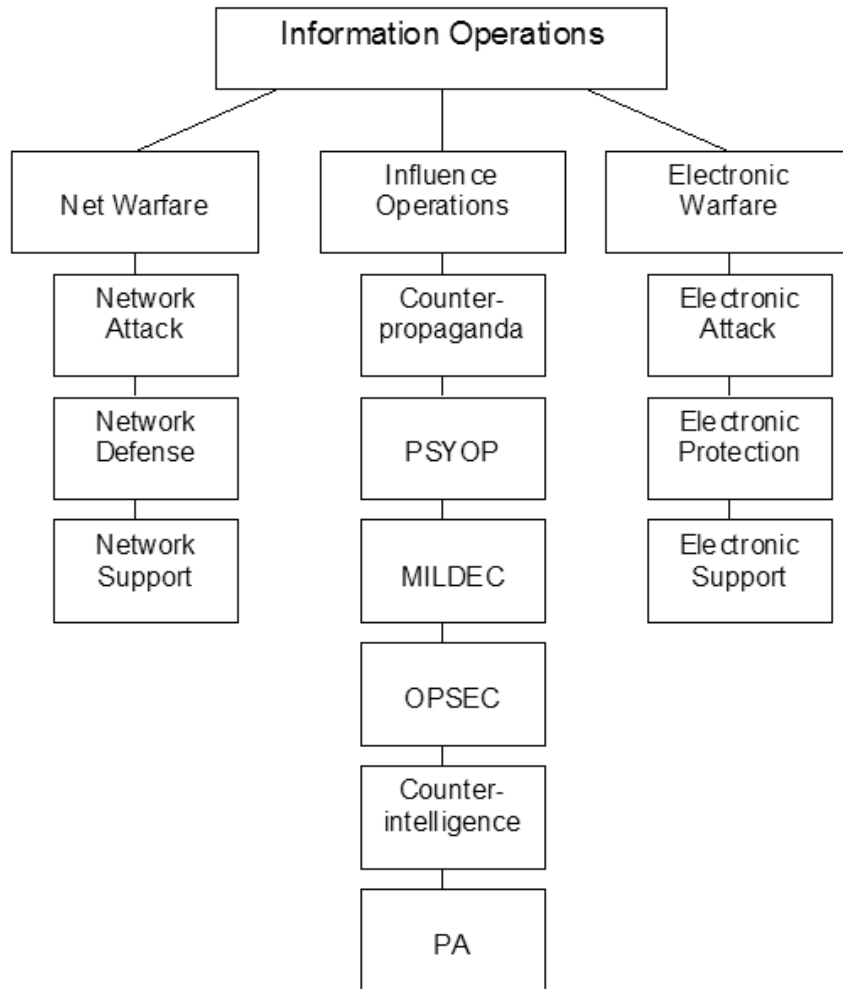 Information Operations
Net Warfare
Influence
Operations
Electronic
Warfare
Network
Attack
Counter-
propaganda
Electronic
Attack
Network
Defense
PSYOP
Electronic
Protection
Network
Support
MILDEC
Electronic
Support
OPSEC
Counter-
intelligence
PA